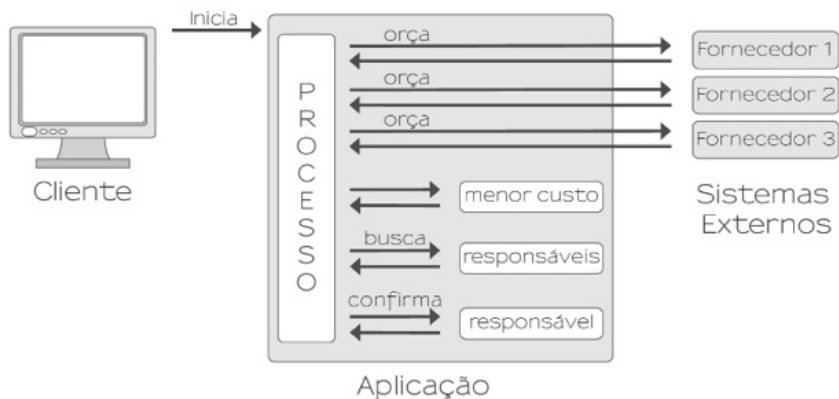 Inicia
orça
Fornecedor 1
orça
Fornecedor 2
orça
Fornecedor 3
PROCESSO
Cliente
menor custo
Sistemas
Externos
busca
responsáveis
confirma
responsável
Aplicação